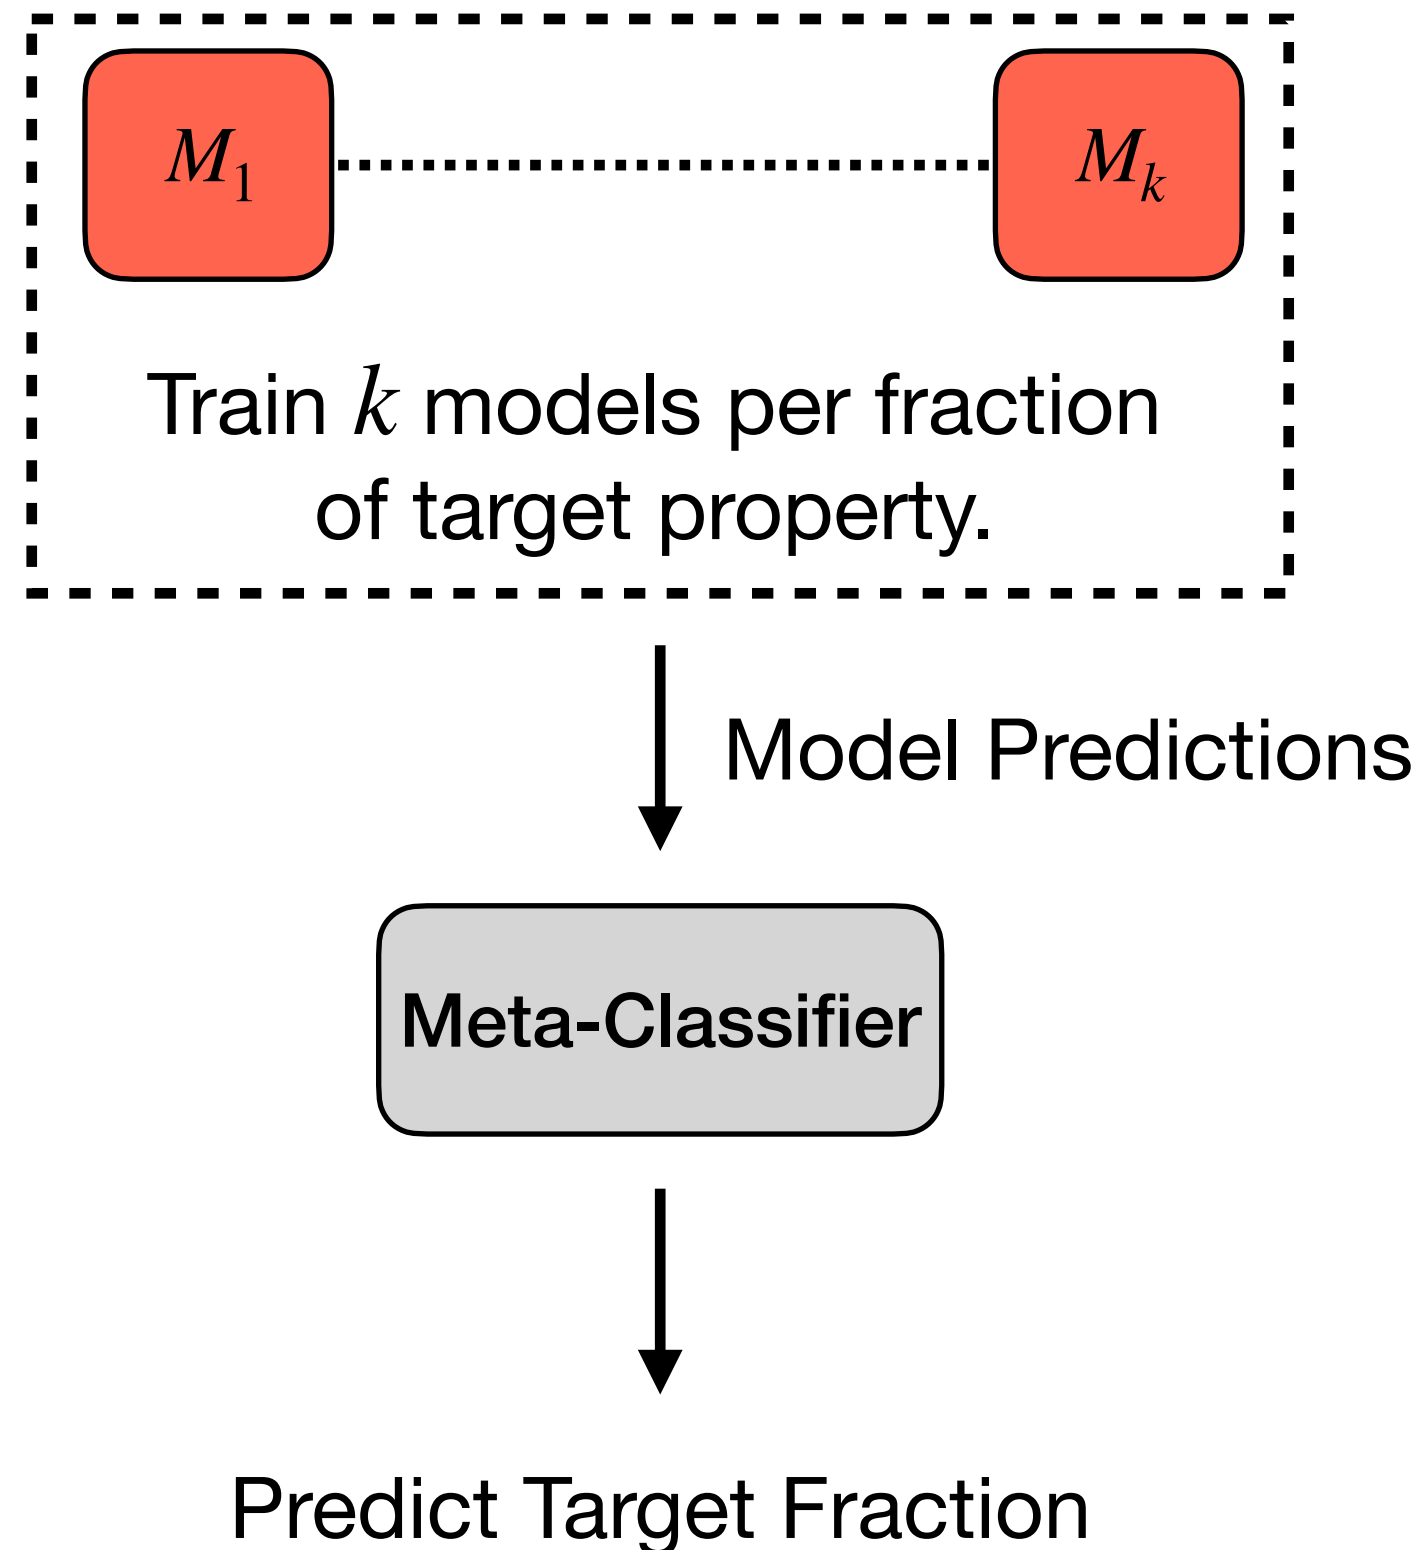 M₁ Mₖ
Train k models per fraction
of target property.
Model Predictions
Meta-Classifier
Predict Target Fraction